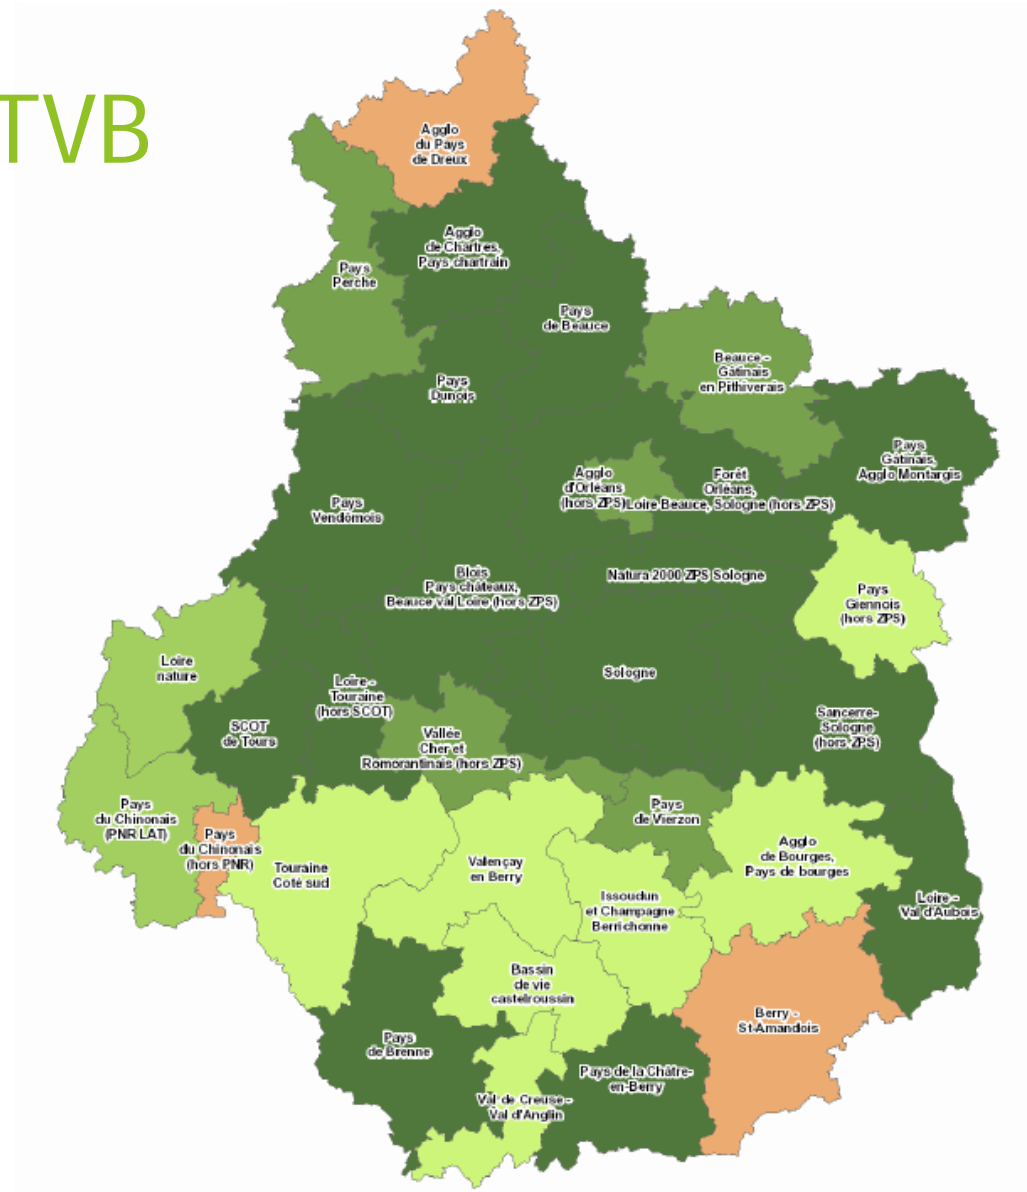 TVB
Agglo
du Pays
de Dreux
Agglo
de Chartres,
Pays chartrain
Pays
Perche
Pays
de Beauce
Beauce -
Gâtinais
en Pithiverais
Pays
Dunois
Pays
Gâtinais,
Agglo Montargis
Agglo
d'Orléans
(hors ZPS)
Forêt
Orléans,
Loire Beauce, Sologne (hors ZPS)
Pays
Vendômois
Blois
Pays châteaux,
Beauce val Loire (hors ZPS)
Natura 2000 ZPS Sologne
Pays
Giennois
(hors ZPS)
Loire
nature
Sologne
Loire -
Touraine
(hors SCOT)
SCOT
de Tours
Vallée
Cher et
Romorantinais (hors ZPS)
Sancerre-
Sologne
(hors ZPS)
Pays
du Chinonais
(PNR LAT)
Pays
du Chinonais
(hors PNR)
Touraine
Coté sud
Valençay
en Berry
Pays
de Vierzon
Agglo
de Bourges,
Pays de bourges
Issoudun
et Champagne
Berrichonne
Loire -
Val d'Aubois
Bassin
de vie
castelroussin
Berry -
St-Amandois
Pays
de Brenne
Pays de la Châtre-
en-Berry
Val de Creuse -
Val d'Anglin